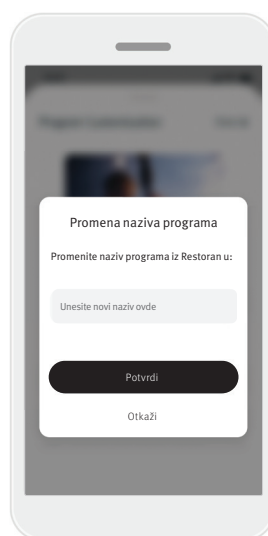 Promena naziva programa
Promenite naziv programa iz Restoran u:
Unesite novi naziv ovde
Potvrdi
Otkaži